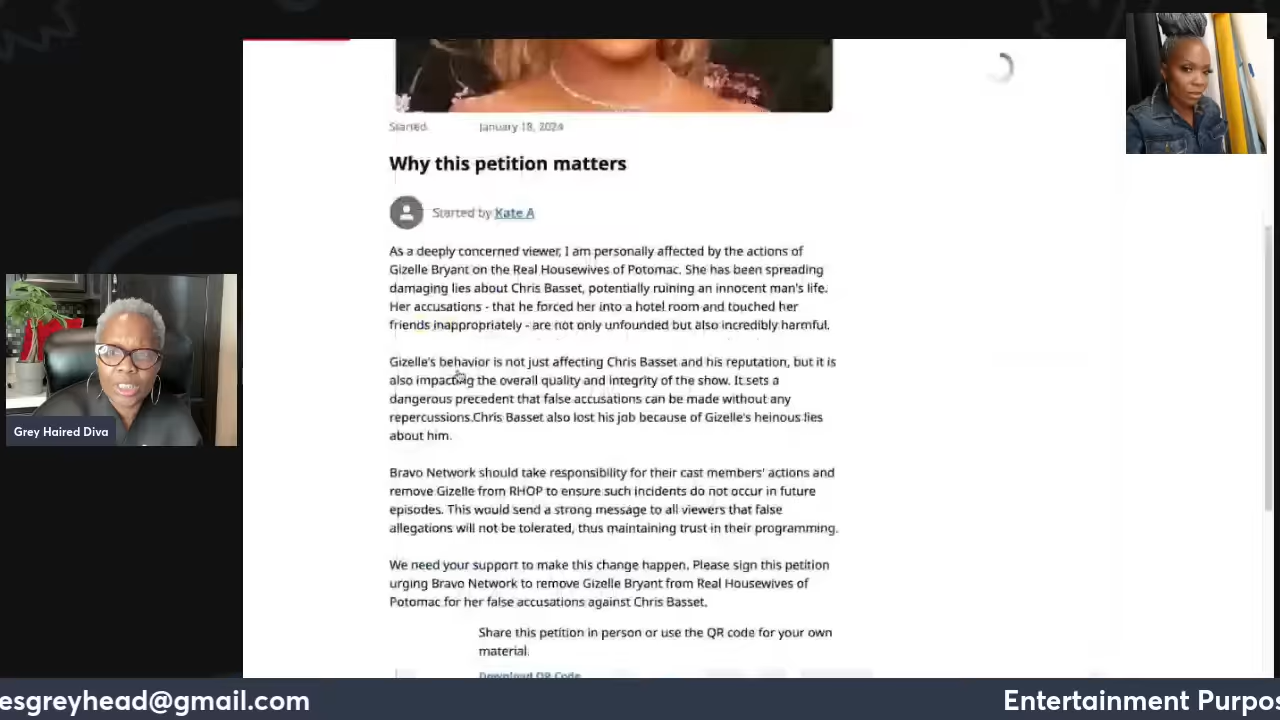 Started
January 18, 2024
Why this petition matters
Started by Kate A
As a deeply concerned viewer, I am personally affected by the actions of
Gizelle Bryant on the Real Housewives of Potomac. She has been spreading
damaging lies about Chris Basset, potentially ruining an innocent man's life.
Her accusations - that he forced her into a hotel room and touched her
friends inappropriately - are not only unfounded but also incredibly harmful.
Gizelle's behavior is not just affecting Chris Basset and his reputation, but it is
also impacting the overall quality and integrity of the show. It sets a
dangerous precedent that false accusations can be made without any
repercussions.Chris Basset also lost his job because of Gizelle's heinous lies
about him.
Bravo Network should take responsibility for their cast members' actions and
remove Gizelle from RHOP to ensure such incidents do not occur in future
episodes. This would send a strong message to all viewers that false
allegations will not be tolerated, thus maintaining trust in their programming.
We need your support to make this change happen. Please sign this petition
urging Bravo Network to remove Gizelle Bryant from Real Housewives of
Potomac for her false accusations against Chris Basset.
Share this petition in person or use the QR code for your own
material.
Download QR Code
Grey Haired Diva
esgreyhead@gmail.com
Entertainment Purpos